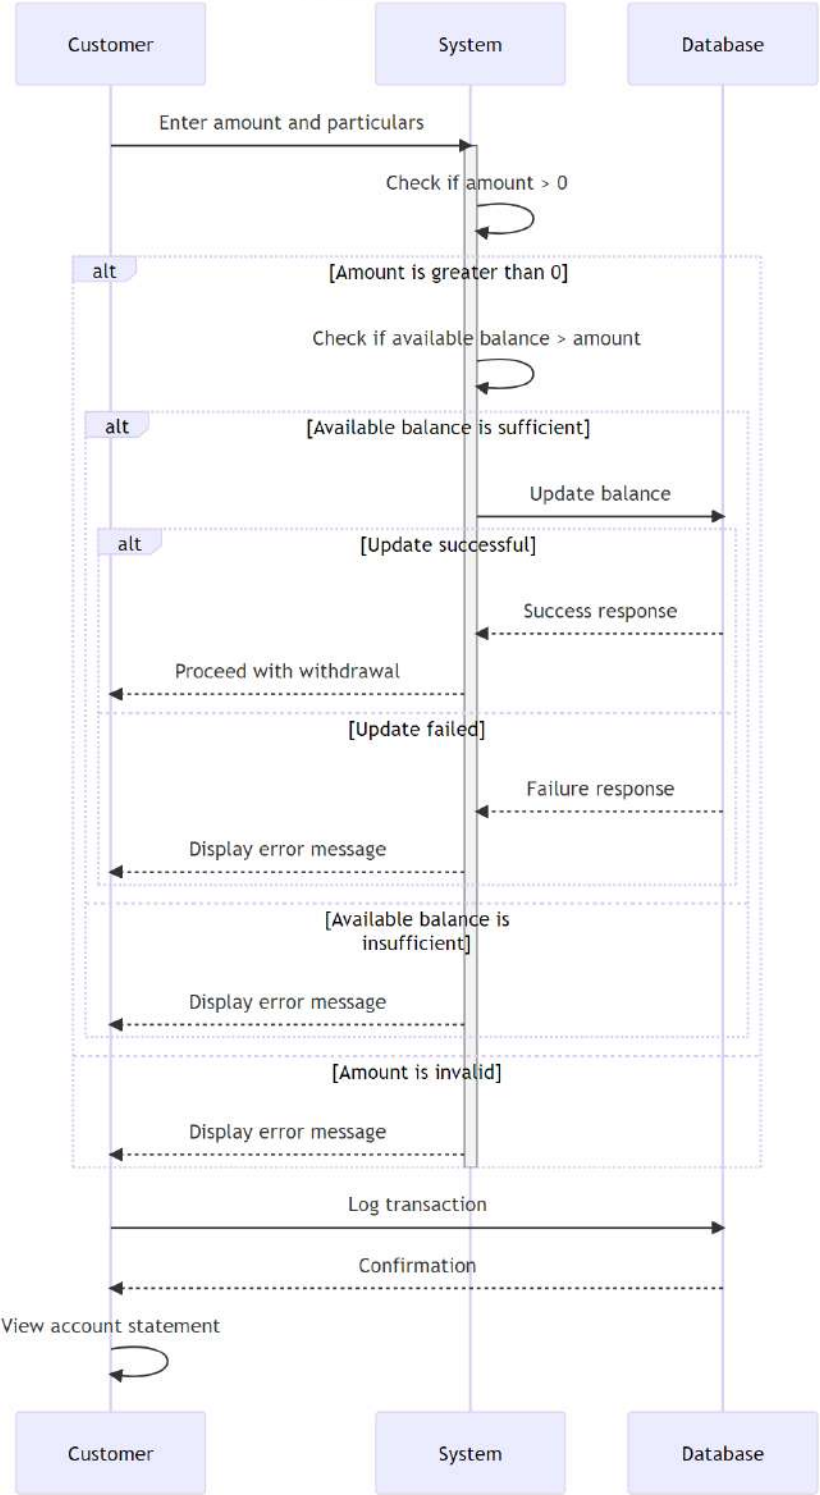 Customer
System
Database
Enter amount and particulars
Check if amount > 0
alt
[Amount is greater than 0]
Check if available balance > amount
alt
[Available balance is sufficient]
Update balance
alt
[Update successful]
Success response
Proceed with withdrawal
[Update failed]
Failure response
Display error message
[Available balance is
insufficient]
Display error message
[Amount is invalid]
Display error message
Log transaction
Confirmation
View account statement
Customer
System
Database